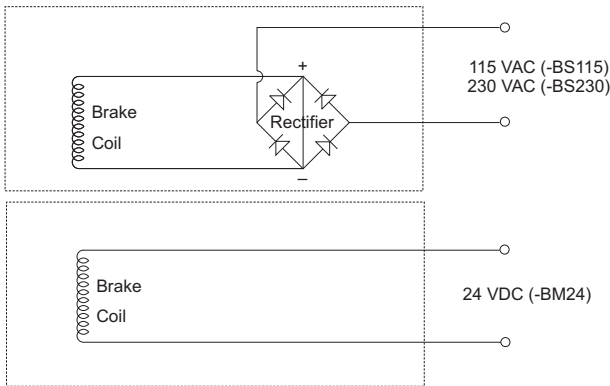 115 VAC (-BS115)
230 VAC (-BS230)
+
Brake
Coil
Rectifier
–
Brake
Coil
24 VDC (-BM24)